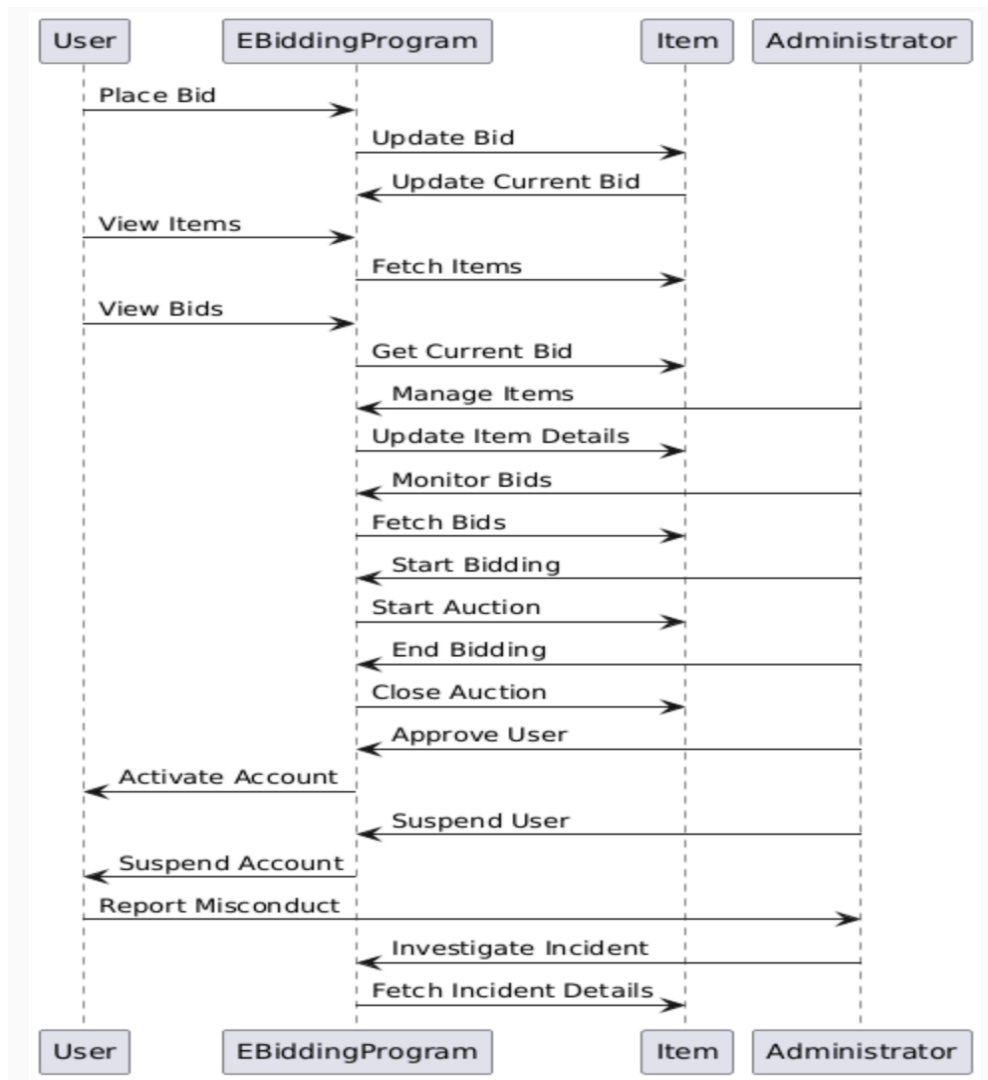 User EBiddingProgram Item Administrator
Place Bid
Update Bid
Update Current Bid
View Items
Fetch Items
View Bids
Get Current Bid
Manage Items
Update Item Details
Monitor Bids
Fetch Bids
Start Bidding
Start Auction
End Bidding
Close Auction
Approve User
Activate Account
Suspend User
Suspend Account
Report Misconduct
Investigate Incident
Fetch Incident Details
User EBiddingProgram Item Administrator